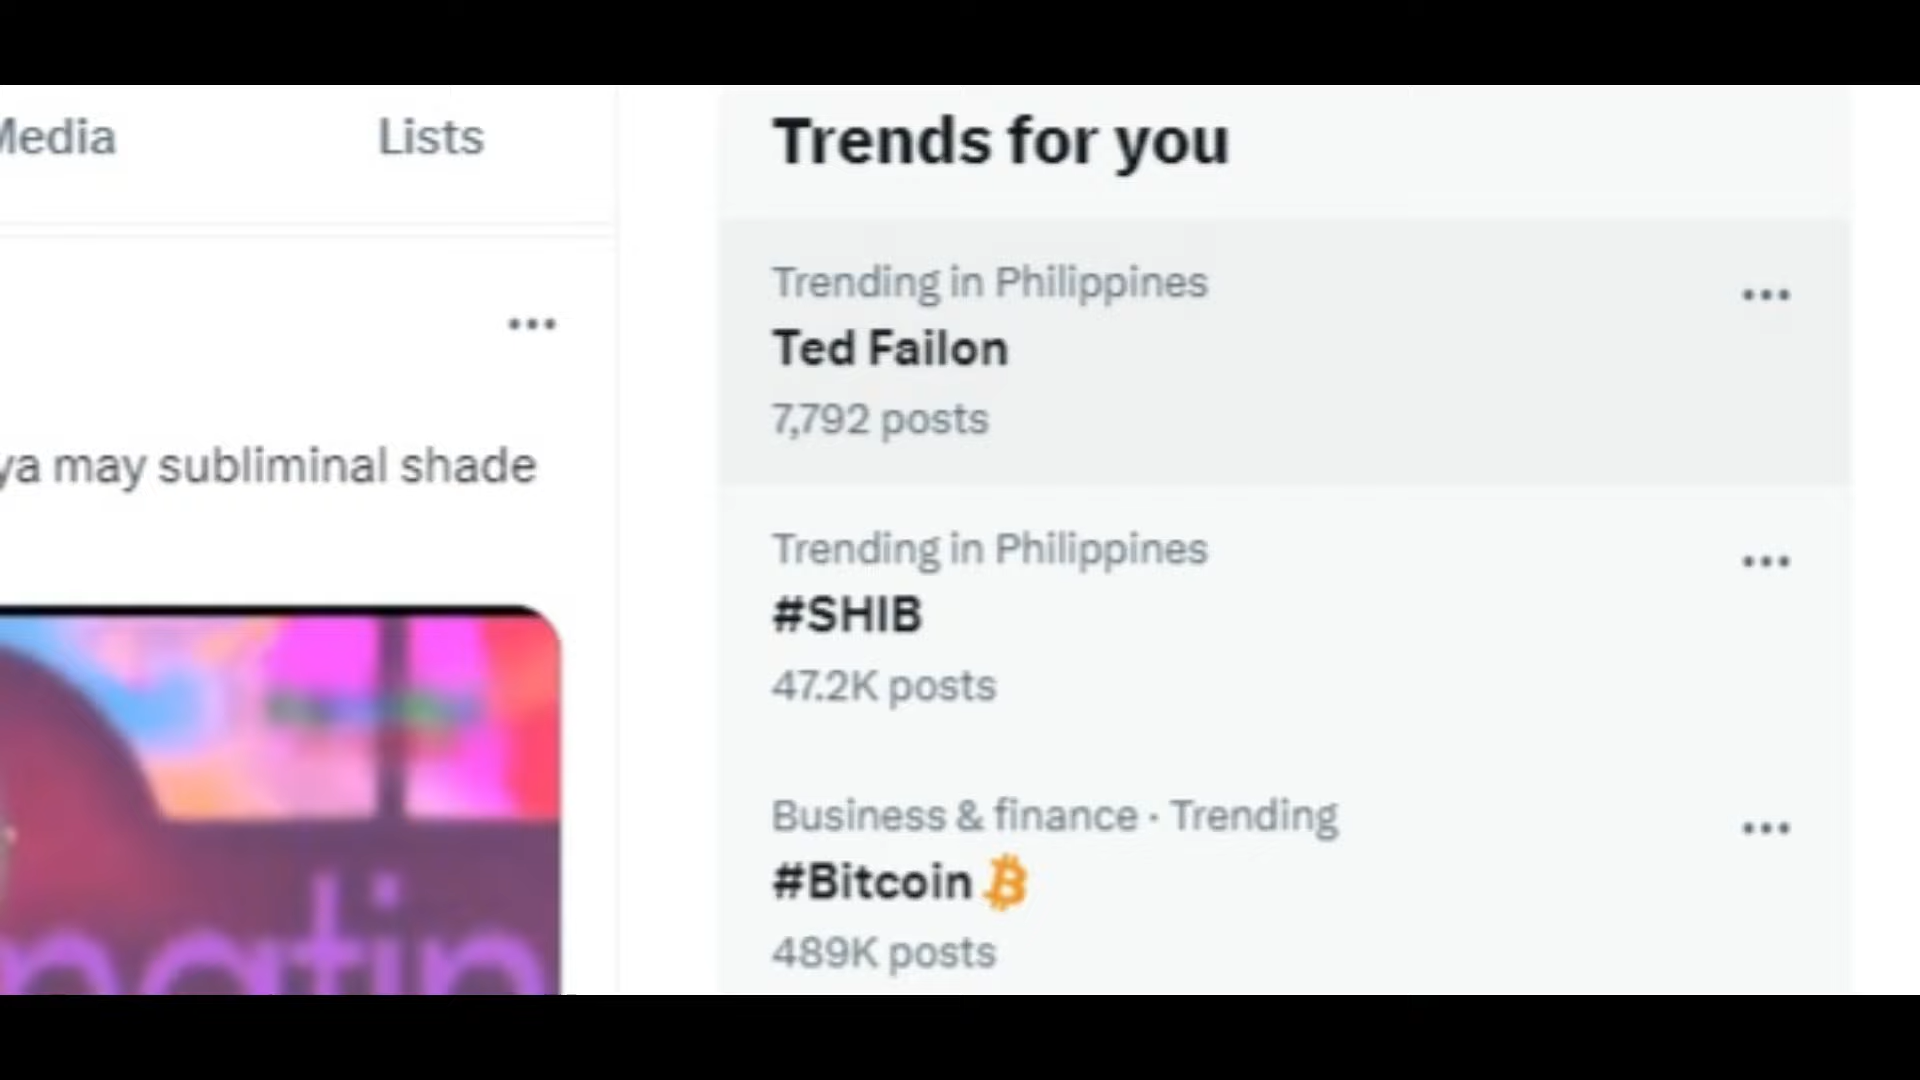 Media
Lists
Trends for you
Trending in Philippines
Ted Failon
7,792 posts
ya may subliminal shade
Trending in Philippines
#SHIB
47.2K posts
Business & finance · Trending
#Bitcoin
489K posts